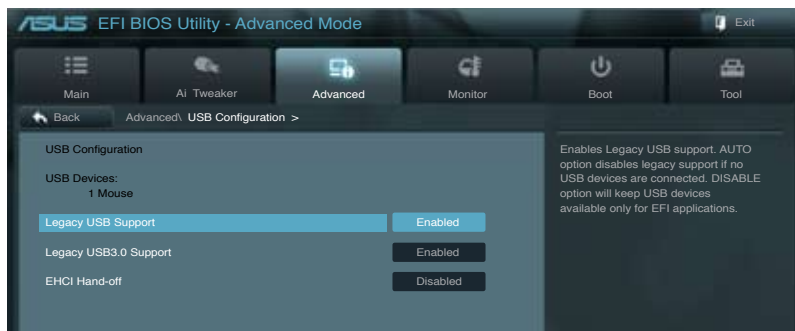 ASUS EFI BIOS Utility - Advanced Mode
Exit
Main
Ai Tweaker
Advanced
Monitor
Boot
Tool
Back
Advanced\ USB Configuration >
USB Configuration
USB Devices:
1 Mouse
Legacy USB Support Enabled
Legacy USB3.0 Support Enabled
EHCI Hand-off Disabled
Enables Legacy USB support. AUTO
option disables legacy support if no
USB devices are connected. DISABLE
option will keep USB devices
available only for EFI applications.